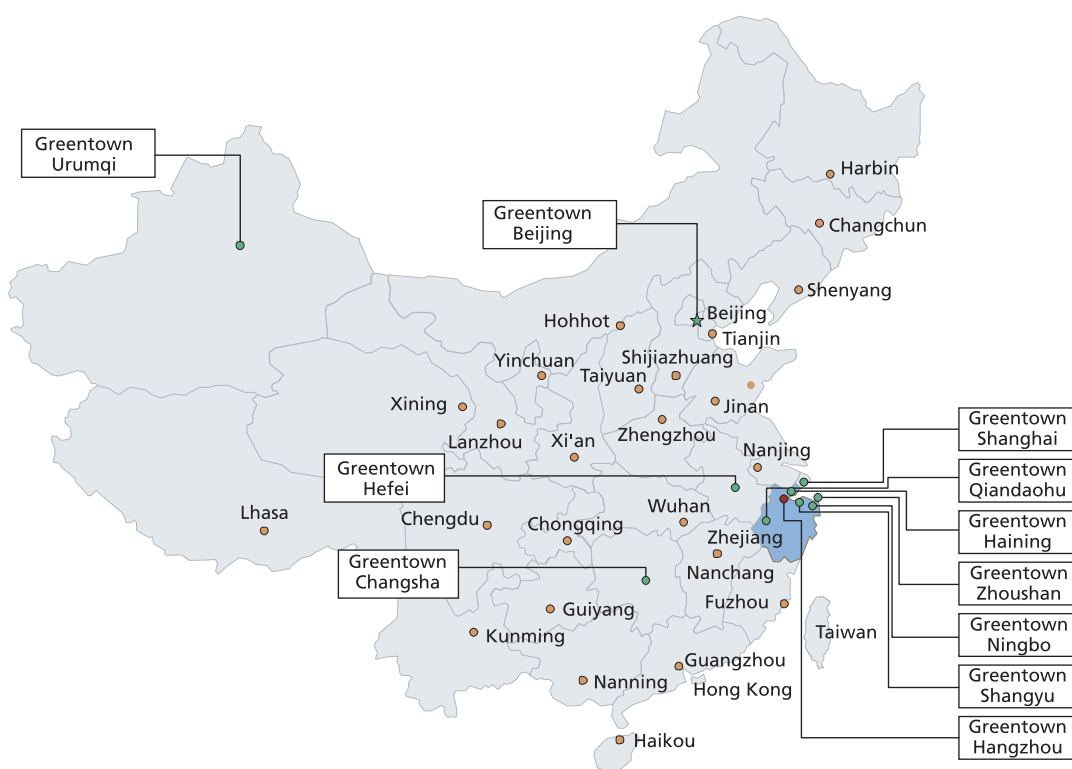 Greentown
Urumqi
Harbin
Greentown
Beijing
Changchun
Shenyang
Beijing
Hohhot
Tianjin
Yinchuan
Shijiazhuang
Taiyuan
Xining
Jinan
Lanzhou
Xi'an
Zhengzhou
Nanjing
Greentown
Shanghai
Greentown
Hefei
Greentown
Qiandaohu
Lhasa
Chengdu
Chongqing
Wuhan
Zhejiang
Greentown
Haining
Greentown
Changsha
Nanchang
Greentown
Zhoushan
Guiyang
Fuzhou
Kunming
Taiwan
Greentown
Ningbo
Guangzhou
Nanning
Hong Kong
Greentown
Shangyu
Haikou
Greentown
Hangzhou